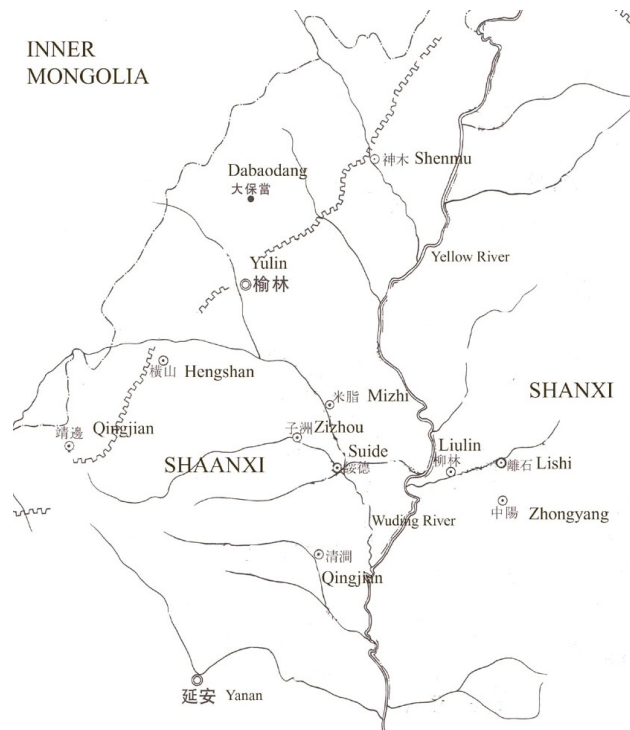 INNER
MONGOLIA
神木 Shenmu
Dabaodang
大保當
Yellow River
Yulin
榆林
橫山 Hengshan
米脂 Mizhi
SHANXI
靖邊 Qingjian
子洲 Zizhou
Liulin
柳林
Suide
綏德
SHAANXI
離石 Lishi
中陽 Zhongyang
Wuding River
清澗
Qingjian
延安 Yanan